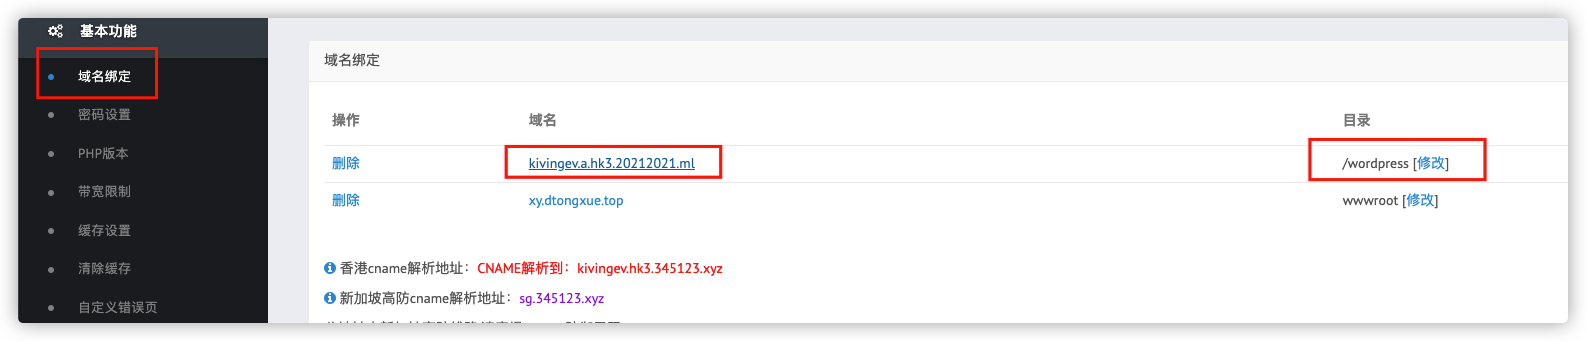 基本功能
域名绑定
密码设置
PHP版本
带宽限制
缓存设置
清除缓存
自定义错误页
域名绑定
操作 域名 目录
删除 kivingev.a.hk3.20212021.ml /wordpress [修改]
删除 xy.dtongxue.top wwwroot [修改]
香港cname解析地址：CNAME解析到：kivingev.hk3.345123.xyz
新加坡高防cname解析地址：sg.345123.xyz